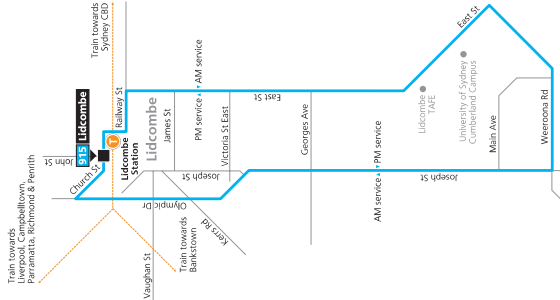 Train towards
Sydney CBD
Railway St
AM service
PM service
East St
East St
Lidcombe
TAFE
University of Sydney
Cumberland Campus
Main Ave
Weeroona Rd
915 Lidcombe
John St
Church St
T
Lidcombe
Station
Lidcombe
James St
Victoria St East
Georges Ave
PM service
AM service
Joseph St
Joseph St
Olympic Dr
Kerrs Rd
Vaughan St
Train towards
Bankstown
Train towards
Liverpool, Campbelltown,
Parramatta, Richmond & Penrith